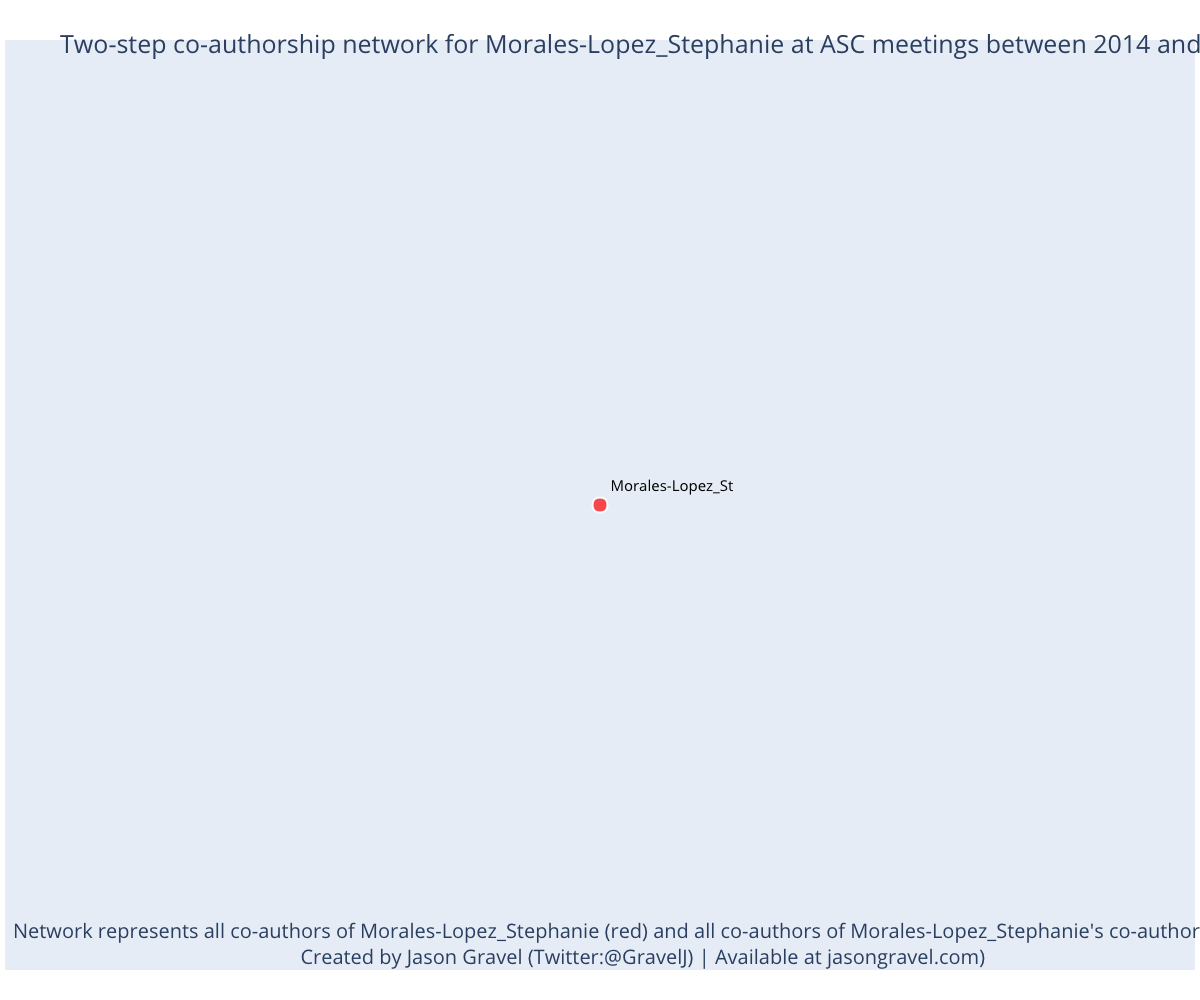 Two-step co-authorship network for Morales-Lopez_Stephanie at ASC meetings between 2014 and
Morales-Lopez_St
Network represents all co-authors of Morales-Lopez_Stephanie (red) and all co-authors of Morales-Lopez_Stephanie's co-author
Created by Jason Gravel (Twitter:@GravelJ) | Available at jasongravel.com)